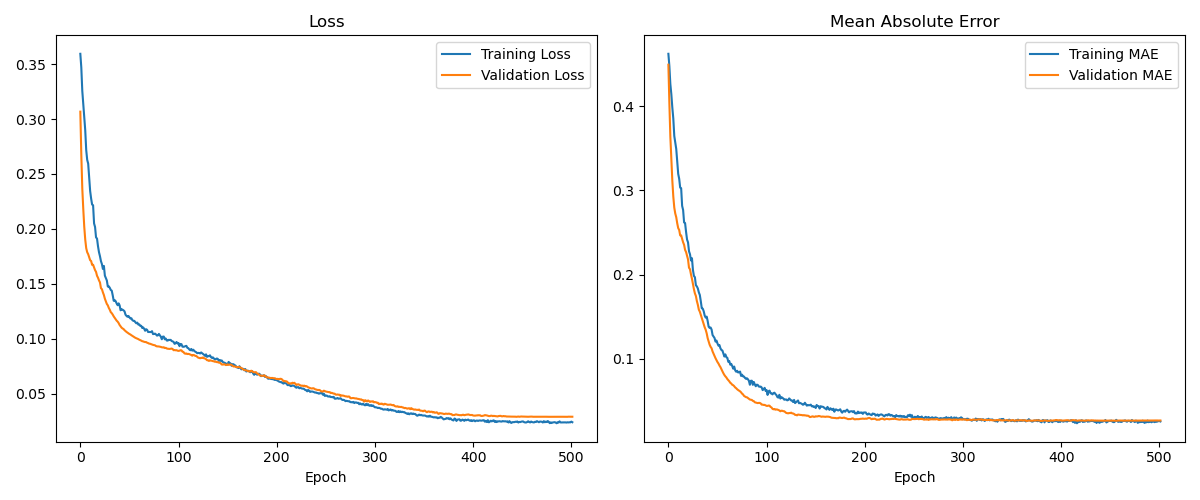 Loss
Training Loss
Validation Loss
0.35
0.30
0.25
0.20
0.15
0.10
0.05
0 100 200 300 400 500
Epoch
Mean Absolute Error
Training MAE
Validation MAE
0.4
0.3
0.2
0.1
0 100 200 300 400 500
Epoch